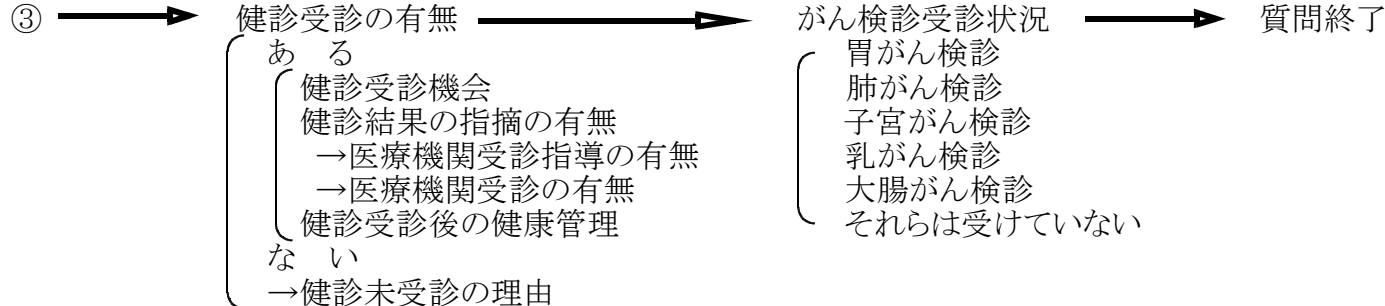 ③ 健診受診の有無 がん検診受診状況 質問終了
ある 胃がん検診
健診受診機会 肺がん検診
健診結果の指摘の有無 子宮がん検診
→医療機関受診指導の有無 乳がん検診
→医療機関受診の有無 大腸がん検診
健診受診後の健康管理 それらは受けていない
ない
→健診未受診の理由